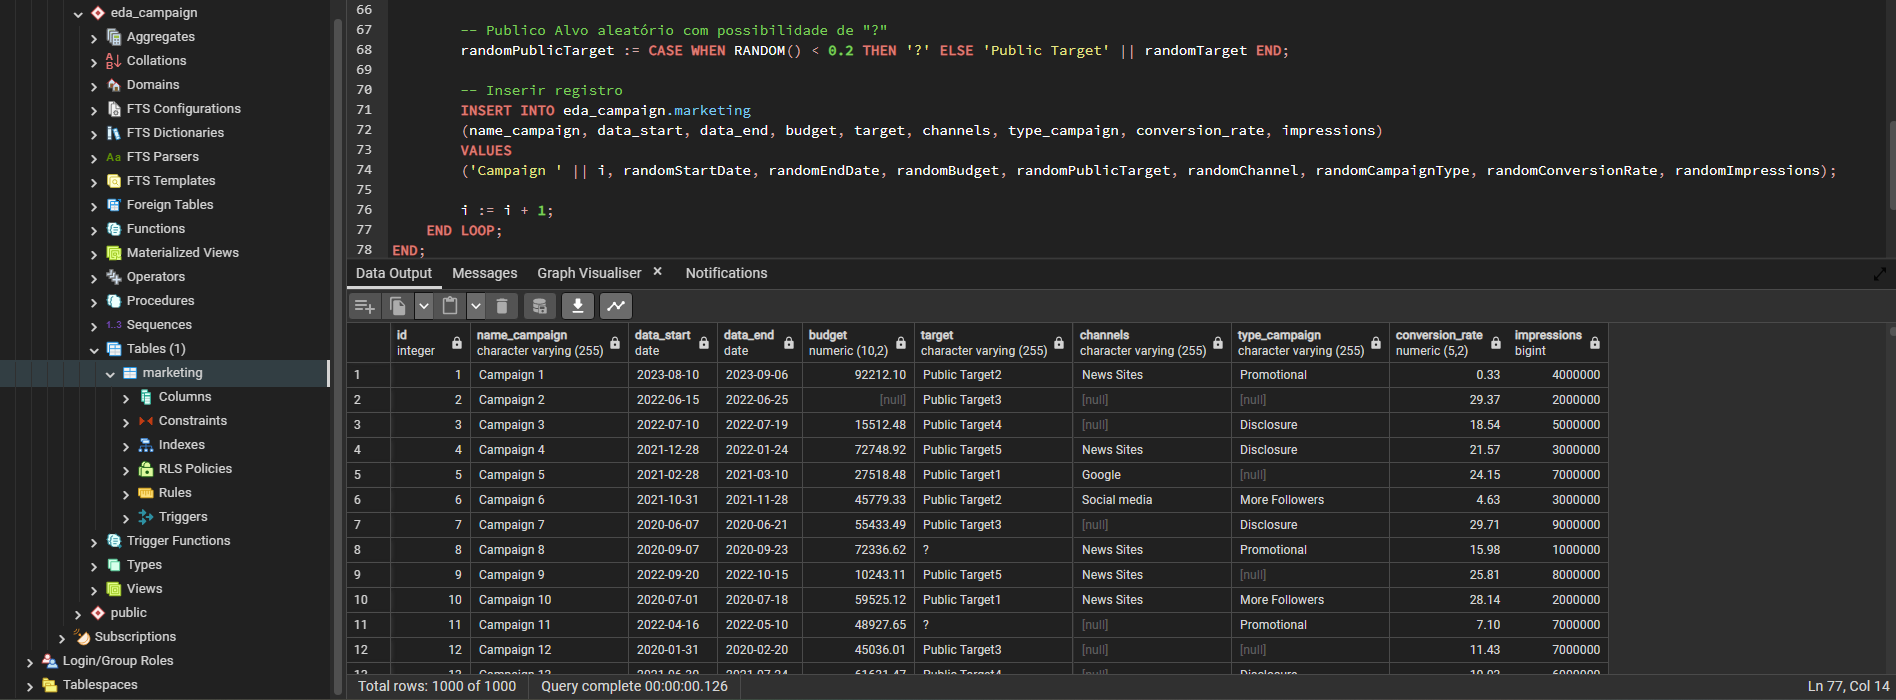 eda_campaign
Aggregates
Collations
Domains
FTS Configurations
FTS Dictionaries
Aa FTS Parsers
FTS Templates
Foreign Tables
Functions
Materialized Views
Operators
Procedures
1..3 Sequences
Tables (1)
marketing
Columns
Constraints
Indexes
RLS Policies
Rules
Triggers
Trigger Functions
Types
Views
public
Subscriptions
Login/Group Roles
Tablespaces
66
67 -- Publico Alvo aleatório com possibilidade de "?"
68 randomPublicTarget := CASE WHEN RANDOM() < 0.2 THEN '?' ELSE 'Public Target' || randomTarget END;
69
70 -- Inserir registro
71 INSERT INTO eda_campaign.marketing
72 (name_campaign, data_start, data_end, budget, target, channels, type_campaign, conversion_rate, impressions)
73 VALUES
74 ('Campaign ' || i, randomStartDate, randomEndDate, randomBudget, randomPublicTarget, randomChannel, randomCampaignType, randomConversionRate, randomImpressions);
75
76 i := i + 1;
77 END LOOP;
78 END;
Data Output Messages Graph Visualiser × Notifications
id name_campaign data_start data_end budget target channels type_campaign conversion_rate impressions
integer character varying (255) date date numeric (10,2) character varying (255) character varying (255) character varying (255) numeric (5,2) bigint
1 1 Campaign 1 2023-08-10 2023-09-06 92212.10 Public Target2 News Sites Promotional 0.33 4000000
2 2 Campaign 2 2022-06-15 2022-06-25 [null] Public Target3 [null] [null] 29.37 2000000
3 3 Campaign 3 2022-07-10 2022-07-19 15512.48 Public Target4 [null] Disclosure 18.54 5000000
4 4 Campaign 4 2021-12-28 2022-01-24 72748.92 Public Target5 News Sites Disclosure 21.57 3000000
5 5 Campaign 5 2021-02-28 2021-03-10 27518.48 Public Target1 Google [null] 24.15 7000000
6 6 Campaign 6 2021-10-31 2021-11-28 45779.33 Public Target2 Social media More Followers 4.63 3000000
7 7 Campaign 7 2020-06-07 2020-06-21 55433.49 Public Target3 [null] Disclosure 29.71 9000000
8 8 Campaign 8 2020-09-07 2020-09-23 72336.62 ? News Sites Promotional 15.98 1000000
9 9 Campaign 9 2022-09-20 2022-10-15 10243.11 Public Target5 News Sites [null] 25.81 8000000
10 10 Campaign 10 2020-07-01 2020-07-18 59525.12 Public Target1 News Sites More Followers 28.14 2000000
11 11 Campaign 11 2022-04-16 2022-05-10 48927.65 ? [null] Promotional 7.10 7000000
12 12 Campaign 12 2020-01-31 2020-02-20 45036.01 Public Target3 [null] [null] 11.43 7000000
Total rows: 1000 of 1000 Query complete 00:00:00.126 Ln 77, Col 14